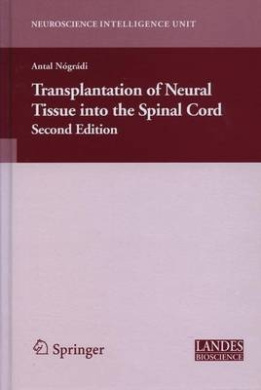 NEUROSCIENCE INTELLIGENCE UNIT
Antal Nógrádi
Transplantation of Neural
Tissue into the Spinal Cord
Second Edition
Springer
LANDES
BIOSCIENCE